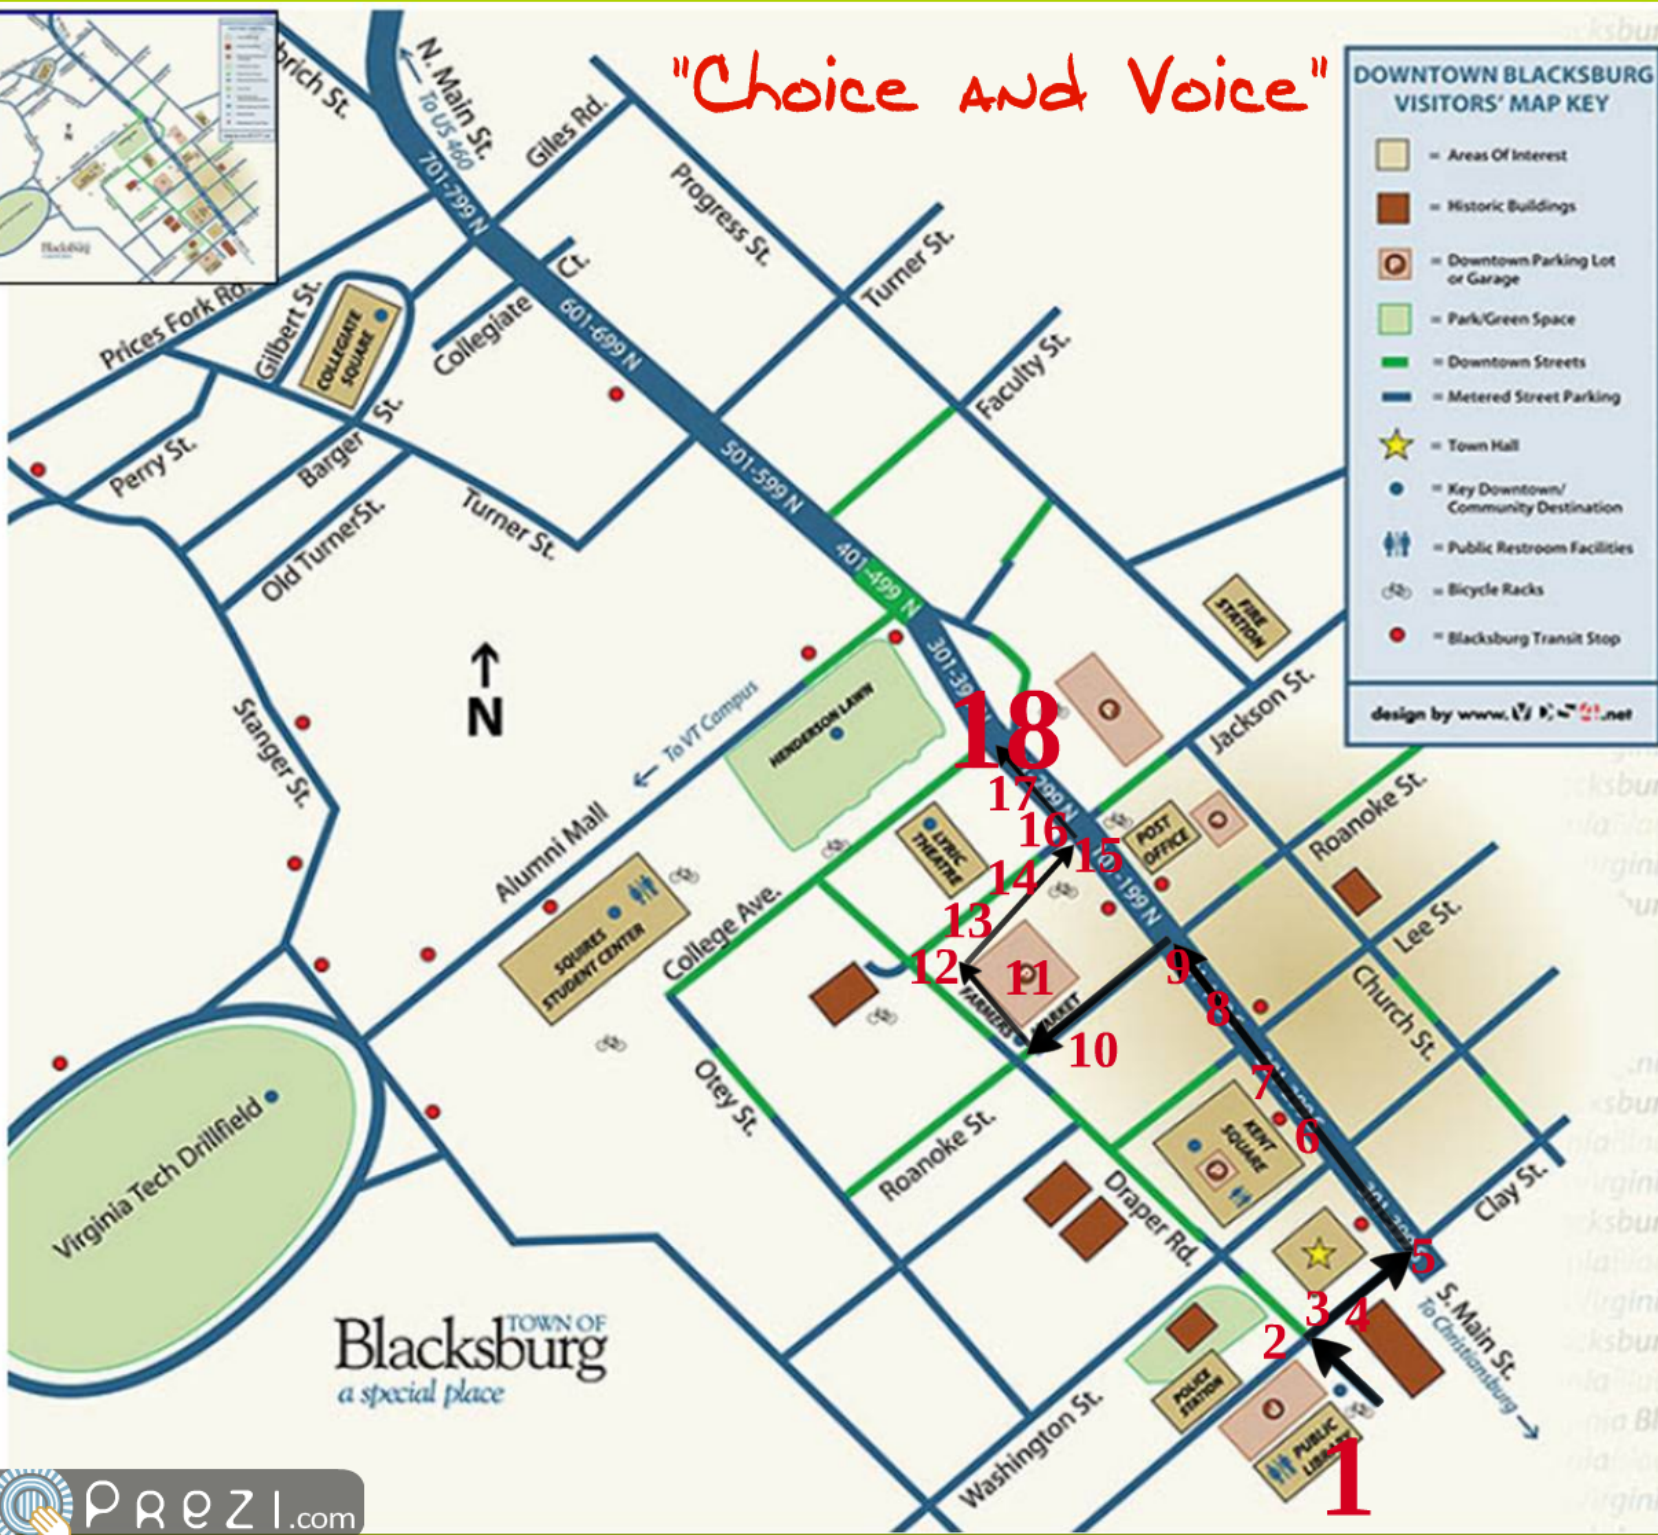 "Choice and Voice"
DOWNTOWN BLACKSBURG
VISITORS' MAP KEY
= Areas Of Interest
= Historic Buildings
= Downtown Parking Lot
or Garage
= Park/Green Space
= Downtown Streets
= Metered Street Parking
= Town Hall
= Key Downtown/
Community Destination
= Public Restroom Facilities
= Bicycle Racks
= Blacksburg Transit Stop
design by www.
.net
N. Main St.
To US 460
701-799 N
Giles Rd.
Progress St.
Turner St.
Faculty St.
Collegiate Ct.
601-699 N
Prices Fork Rd.
Gilbert St.
COLLEGIATE
SQUARE
Perry St.
Barger St.
Old Turner St.
Turner St.
501-599 N
401-499 N
FIRE
STATION
Jackson St.
Stanger St.
N
To VT Campus
HENDERSON LAWN
18
17
16
15
14
13
12
11
10
9
8
7
6
5
4
3
2
1
LYRIC
THEATRE
POST
OFFICE
Roanoke St.
Lee St.
Church St.
Clay St.
Alumni Mall
SQUIRES
STUDENT CENTER
College Ave.
FARMERS
MARKET
Otey St.
Roanoke St.
Draper Rd.
KENT
SQUARE
Virginia Tech Drillfield
S. Main St.
To Christiansburg
POLICE
STATION
PUBLIC
Washington St.
TOWN OF
Blacksburg
a special place
Prezi.com